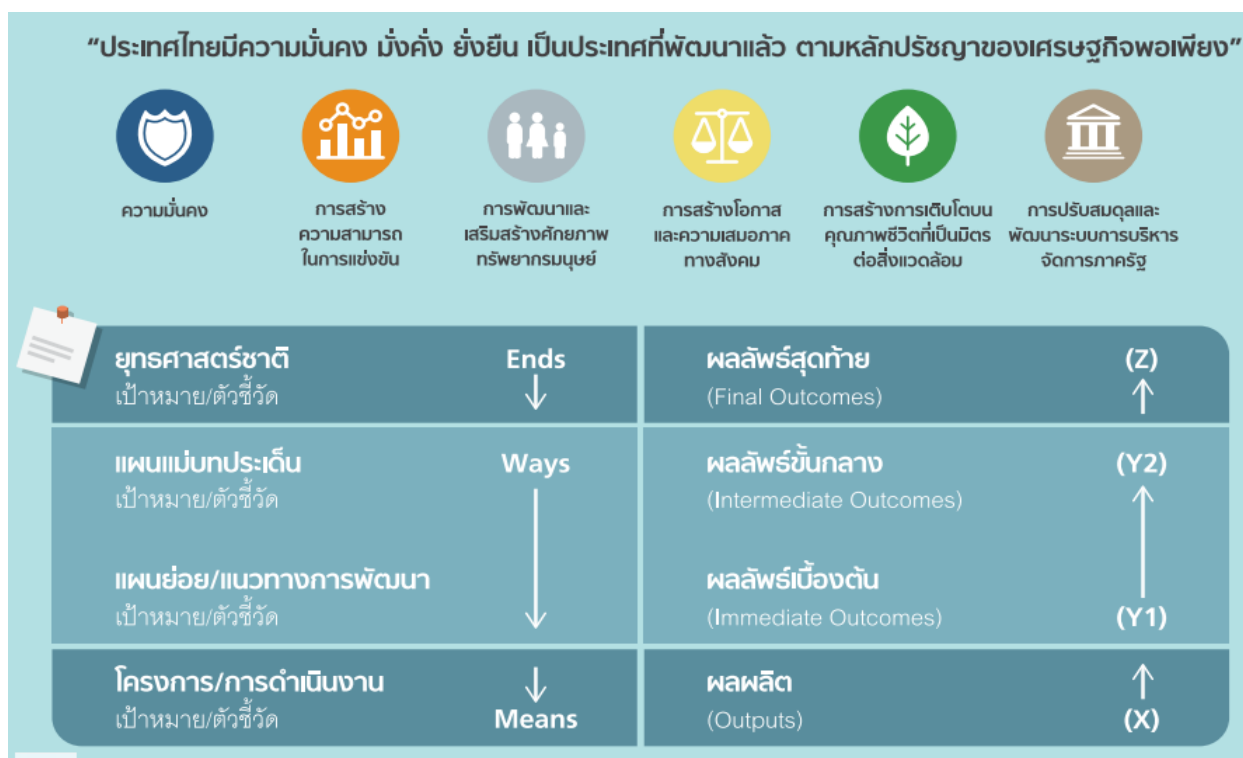 “ประเทศไทยมีความมั่นคง มั่งคั่ง ยั่งยืน เป็นประเทศที่พัฒนาแล้ว ตามหลักปรัชญาของเศรษฐกิจพอเพียง”
ความมั่นคง
การสร้าง
ความสามารถ
ในการแข่งขัน
การพัฒนาและ
เสริมสร้างศักยภาพ
ทรัพยากรมนุษย์
การสร้างโอกาส
และความเสมอภาค
ทางสังคม
การสร้างการเติบโตบน
คุณภาพชีวิตที่เป็นมิตร
ต่อสิ่งแวดล้อม
การปรับสมดุลและ
พัฒนาระบบการบริหาร
จัดการภาครัฐ
ยุทธศาสตร์ชาติ Ends ผลลัพธ์สุดท้าย (Z)
เป้าหมาย/ตัวชี้วัด (Final Outcomes)
แผนแม่บทประเด็น Ways ผลลัพธ์ขั้นกลาง (Y2)
เป้าหมาย/ตัวชี้วัด (Intermediate Outcomes)
แผนย่อย/แนวทางการพัฒนา ผลลัพธ์เบื้องต้น
เป้าหมาย/ตัวชี้วัด (Immediate Outcomes) (Y1)
โครงการ/การดำเนินงาน ผลผลิต
เป้าหมาย/ตัวชี้วัด Means (Outputs) (X)